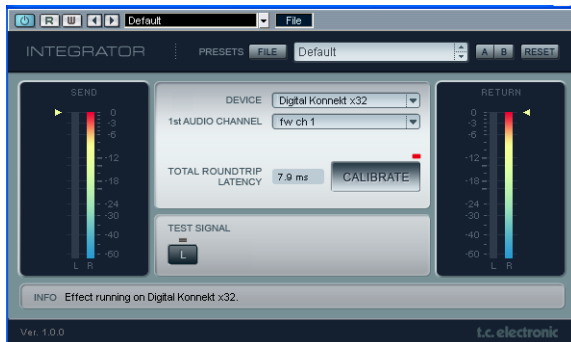 R W Default File
INTEGRATOR PRESETS FILE Default A B RESET
SEND
0
-3
-6
-12
-18
-24
-30
-40
-60
L R
DEVICE Digital Konnekt x32
1st AUDIO CHANNEL fw ch 1
TOTAL ROUNDTRIP
LATENCY 7.9 ms CALIBRATE
TEST SIGNAL
L
RETURN
0
-3
-6
-12
-18
-24
-30
-40
-60
L R
INFO Effect running on Digital Konnekt x32.
Ver. 1.0.0 t.c. electronic